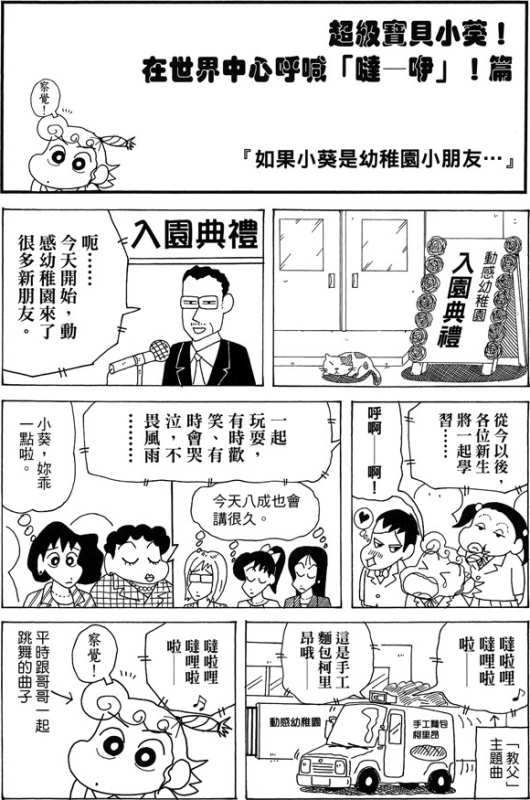 超級寶貝小葵！
在世界中心呼喊「噠—咿」！篇
察覺！
『如果小葵是幼稚園小朋友…』
動感幼稚園
入園典禮
入園典禮
呃……
今天開始，動
感幼稚園來了
很多新朋友。
從今以後，
各位新生
將一起學
習……
呼啊—啊！
一起
玩耍，
有時歡
笑、有
時會哭
泣，不
畏風雨
…………
今天八成也會
講很久。
小葵，妳乖
一點啦。
「教父」
主題曲
噠啦哩
噠哩啦
啦—
這是手工
麵包柯里
昂哦—
動感幼稚園
手工麵包
柯里昂
噠啦哩
噠哩啦
啦—
察覺！
平時跟哥哥一起
跳舞的曲子